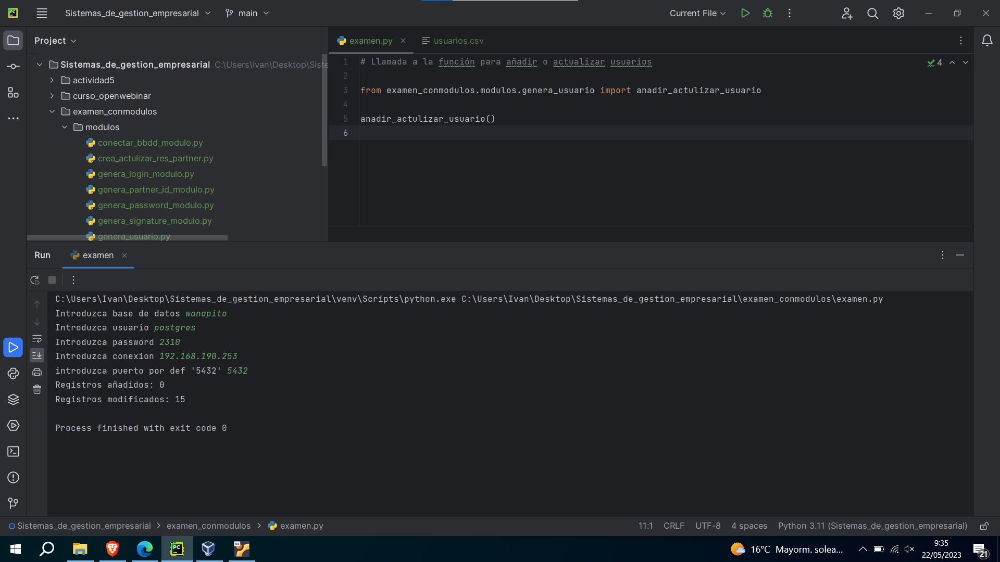 Sistemas_de_gestion_empresarial main Current File
Project
examen.py usuarios.csv
Sistemas_de_gestion_empresarial C:\Users\Ivan\Desktop\Siste
actividad5
curso_openwebinar
examen_conmodulos
modulos
conectar_bbdd_modulo.py
crea_actulizar_res_partner.py
genera_login_modulo.py
genera_partner_id_modulo.py
genera_password_modulo.py
genera_signature_modulo.py
genera_usuario.py
1 # Llamada a la función para añadir o actualizar usuarios 4
2
3 from examen_conmodulos.modulos.genera_usuario import anadir_actulizar_usuario
4
5 anadir_actulizar_usuario()
6
Run examen
C:\Users\Ivan\Desktop\Sistemas_de_gestion_empresarial\venv\Scripts\python.exe C:\Users\Ivan\Desktop\Sistemas_de_gestion_empresarial\examen_conmodulos\examen.py
Introduzca base de datos wanapito
Introduzca usuario postgres
Introduzca password 2310
Introduzca conexion 192.168.190.253
introduzca puerto por def '5432' 5432
Registros añadidos: 0
Registros modificados: 15
Process finished with exit code 0
Sistemas_de_gestion_empresarial examen_conmodulos examen.py 11:1 CRLF UTF-8 4 spaces Python 3.11 (Sistemas_de_gestion_empresarial)
PC
64
16°C Mayorm. solea...
9:35
22/05/2023
21